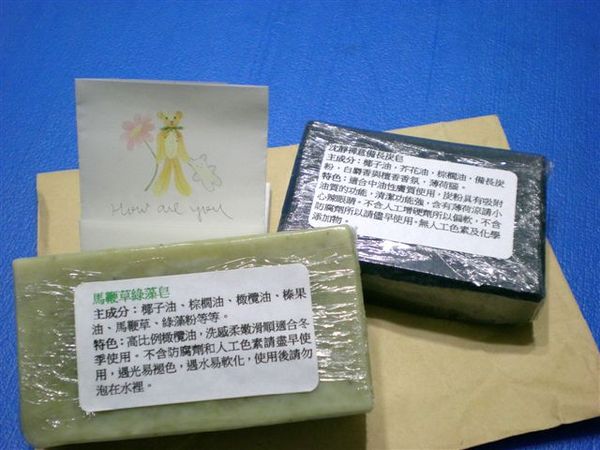 How are you
沈靜禪意備長炭皂
主成分：椰子油，芥花油，棕櫚油，備長炭
粉，白麝香與檀香香氛，薄荷腦。
特色：適合中油性膚質使用，炭粉具有吸附
油質的功能，清潔功能強，含有薄荷涼請小
心辣眼睛。不含人工增硬劑所以偏軟，不含
防腐劑所以請儘早使用。無人工色素及化學
添加物。
馬鞭草綠藻皂
主成分：椰子油、棕櫚油、橄欖油、榛果
油、馬鞭草、綠藻粉等等。
特色：高比例橄欖油，洗感柔嫩滑順適合冬
季使用。不含防腐劑和人工色素請盡早使
用，遇光易褪色，遇水易軟化，使用後請勿
泡在水裡。